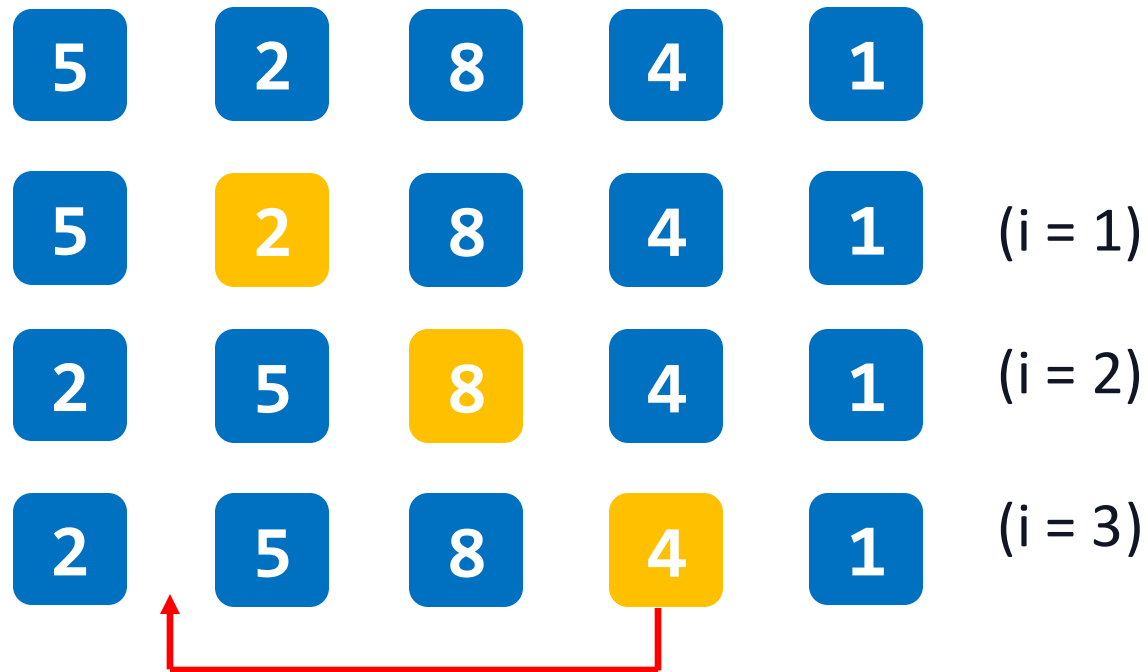 5 2 8 4 1
5 2 8 4 1 (i = 1)
2 5 8 4 1 (i = 2)
2 5 8 4 1 (i = 3)